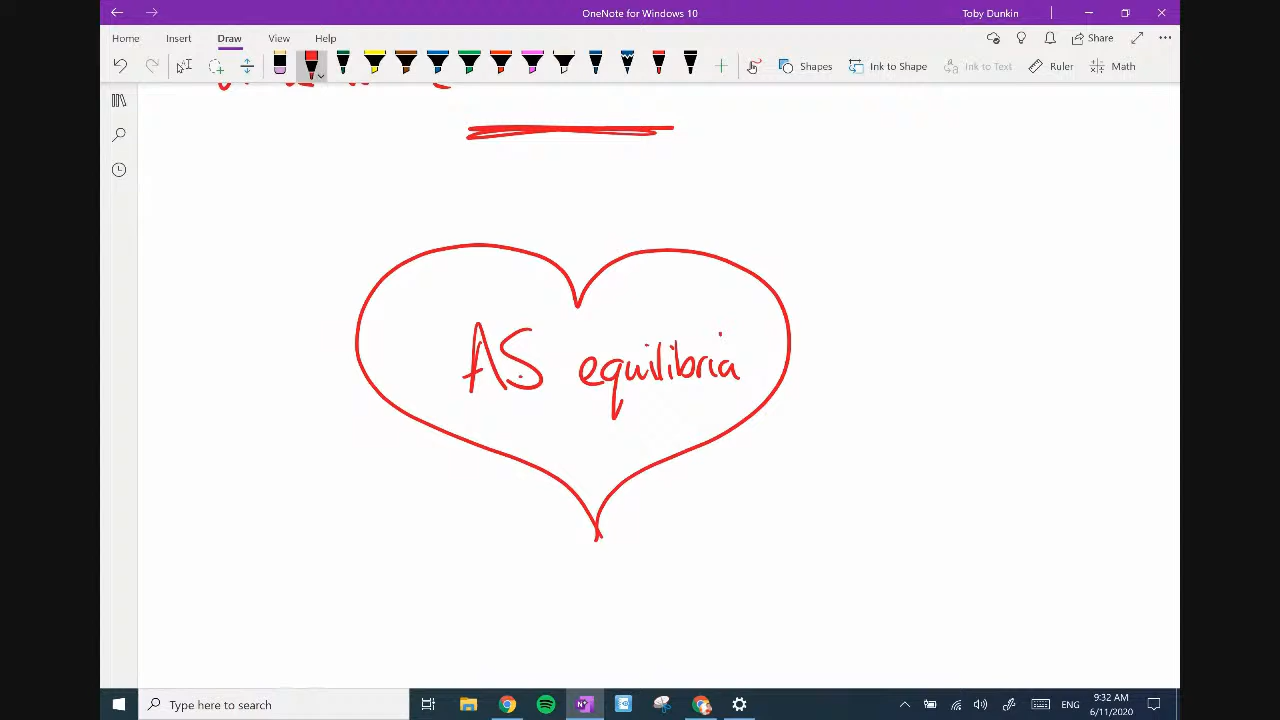 OneNote for Windows 10
Toby Dunkin
Home Insert Draw View Help
Share
Shapes Ink to Shape Ink to Text Ruler Math
AS equilibria
Type here to search
ENG
9:32 AM
6/11/2020